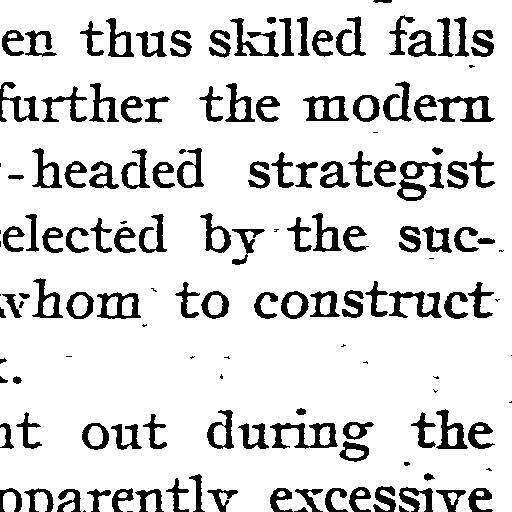 en thus skilled falls
further the modern
-headed strategist
selected by the suc-
whom to construct
.
nt out during the
pparently excessive